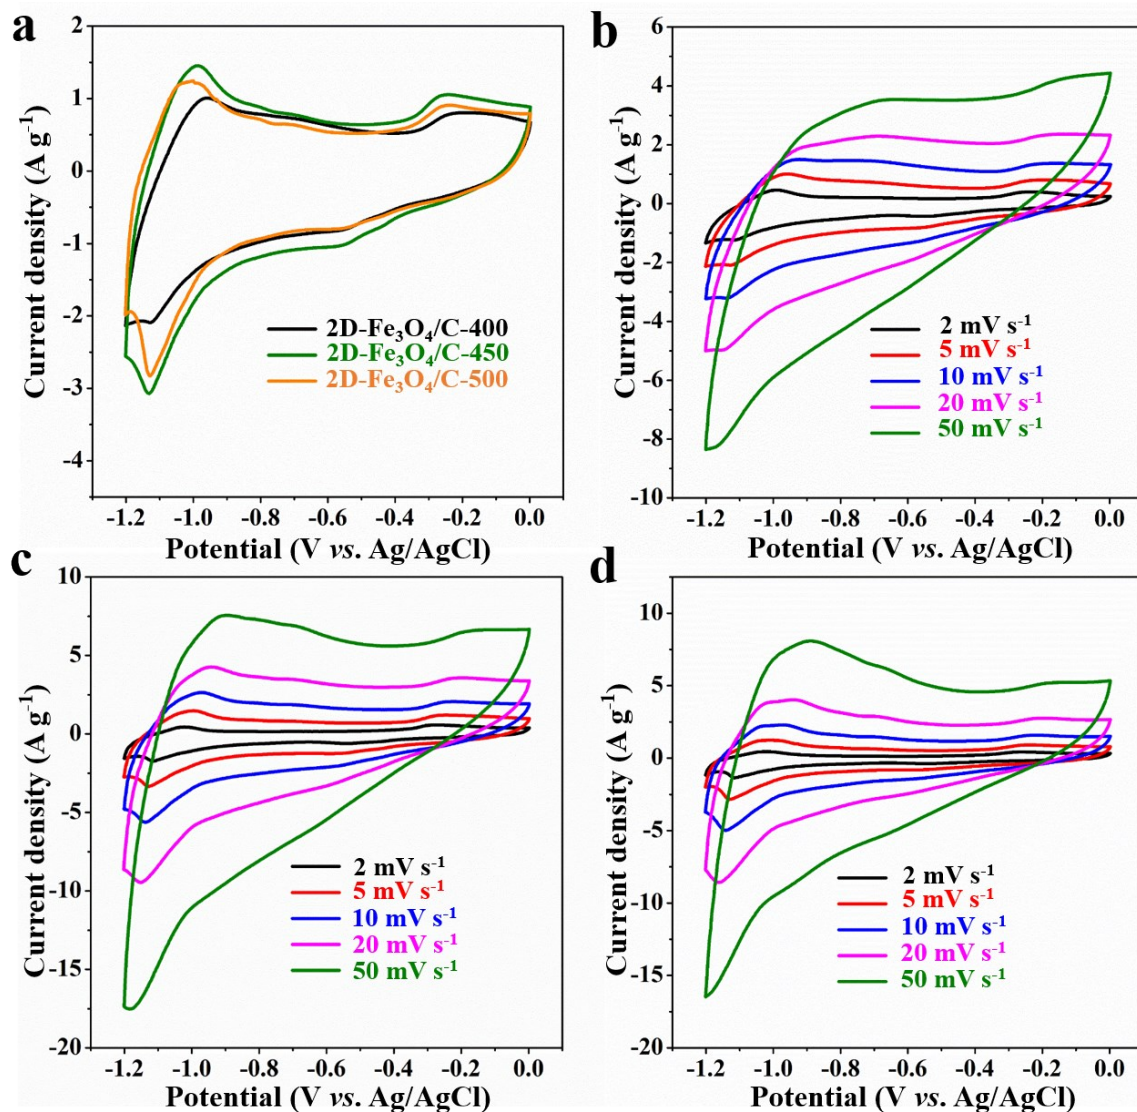 a
2
1
0
-1
-2
-3
-4
Current density (A g⁻¹)
2D-Fe₃O₄/C-400
2D-Fe₃O₄/C-450
2D-Fe₃O₄/C-500
-1.2 -1.0 -0.8 -0.6 -0.4 -0.2 0.0
Potential (V vs. Ag/AgCl)
b
6
4
2
0
-2
-4
-6
-8
-10
Current density (A g⁻¹)
2 mV s⁻¹
5 mV s⁻¹
10 mV s⁻¹
20 mV s⁻¹
50 mV s⁻¹
-1.2 -1.0 -0.8 -0.6 -0.4 -0.2 0.0
Potential (V vs. Ag/AgCl)
c
10
5
0
-5
-10
-15
-20
Current density (A g⁻¹)
2 mV s⁻¹
5 mV s⁻¹
10 mV s⁻¹
20 mV s⁻¹
50 mV s⁻¹
-1.2 -1.0 -0.8 -0.6 -0.4 -0.2 0.0
Potential (V vs. Ag/AgCl)
d
10
5
0
-5
-10
-15
-20
Current density (A g⁻¹)
2 mV s⁻¹
5 mV s⁻¹
10 mV s⁻¹
20 mV s⁻¹
50 mV s⁻¹
-1.2 -1.0 -0.8 -0.6 -0.4 -0.2 0.0
Potential (V vs. Ag/AgCl)